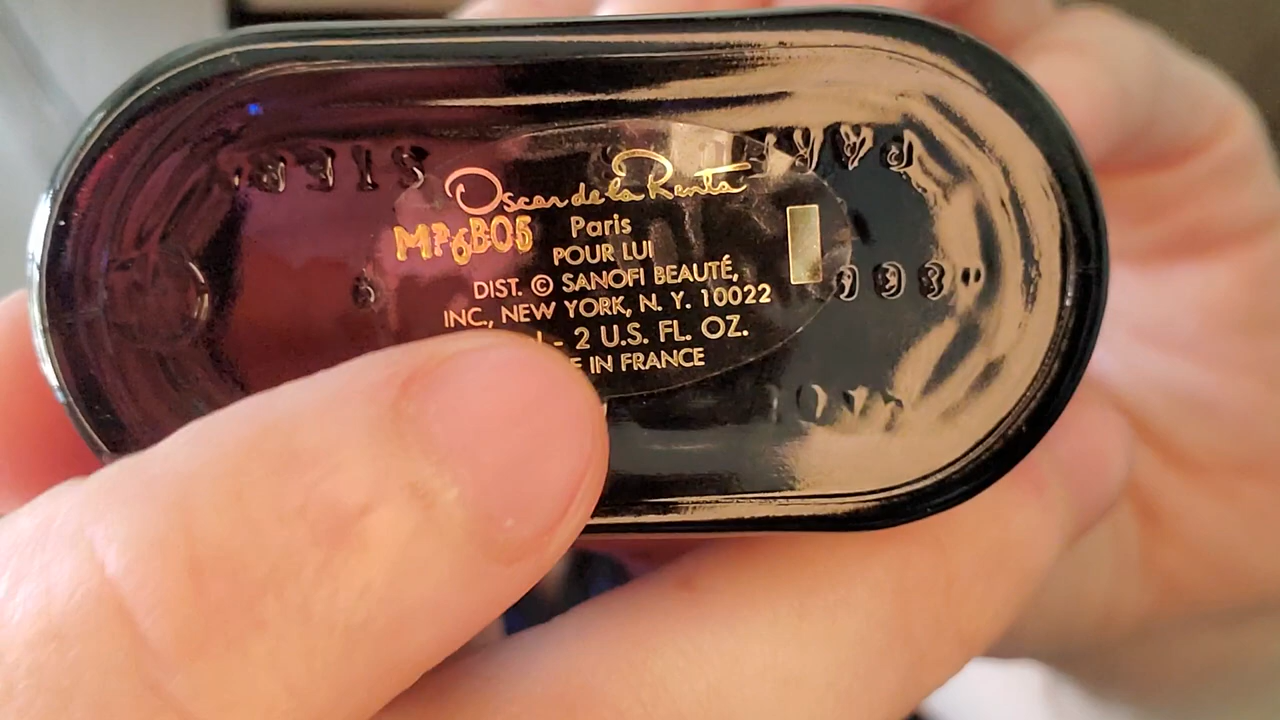 Oscar de la Renta
M76B05 Paris
POUR LUI
DIST. © SANOFI BEAUTÉ,
INC., NEW YORK, N. Y. 10022
- 2 U.S. FL. OZ.
IN FRANCE